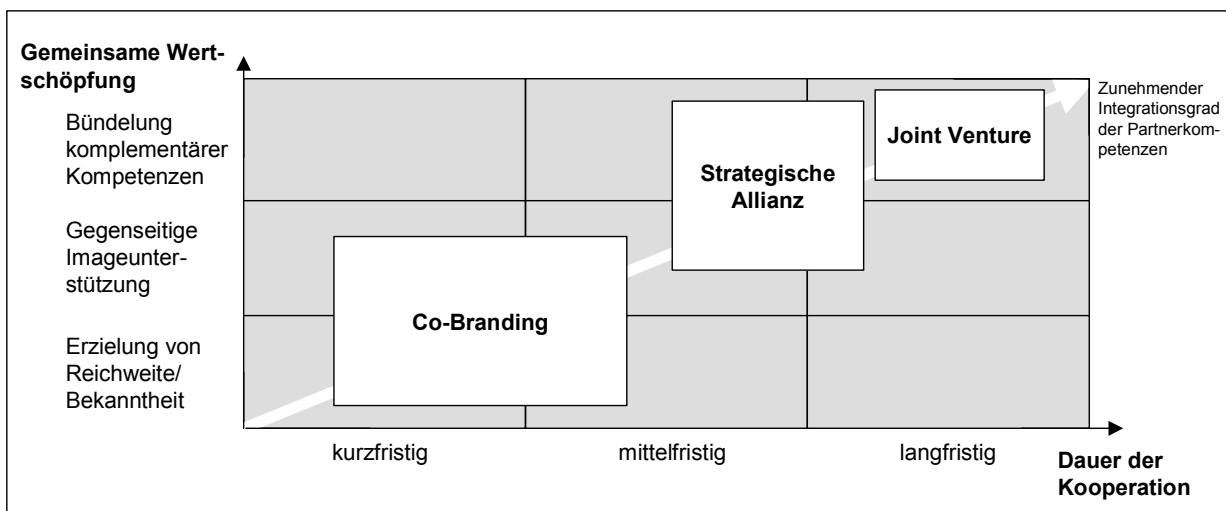 Gemeinsame Wert-
schöpfung
Bündelung
komplementärer
Kompetenzen
Gegenseitige
Imageunter-
stützung
Erzielung von
Reichweite/
Bekanntheit
Co-Branding
Strategische
Allianz
Joint Venture
Zunehmender
Integrationsgrad
der Partnerkom-
petenzen
kurzfristig
mittelfristig
langfristig
Dauer der
Kooperation